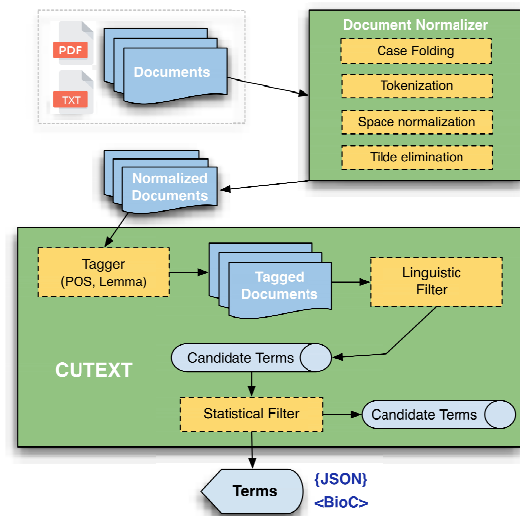 PDF
TXT
Documents
Document Normalizer
Case Folding
Tokenization
Space normalization
Tilde elimination
Normalized
Documents
Tagger
(POS, Lemma)
Tagged
Documents
Linguistic
Filter
Candidate Terms
CUTEXT
Statistical Filter
Candidate Terms
Terms
{JSON}
<BioC>